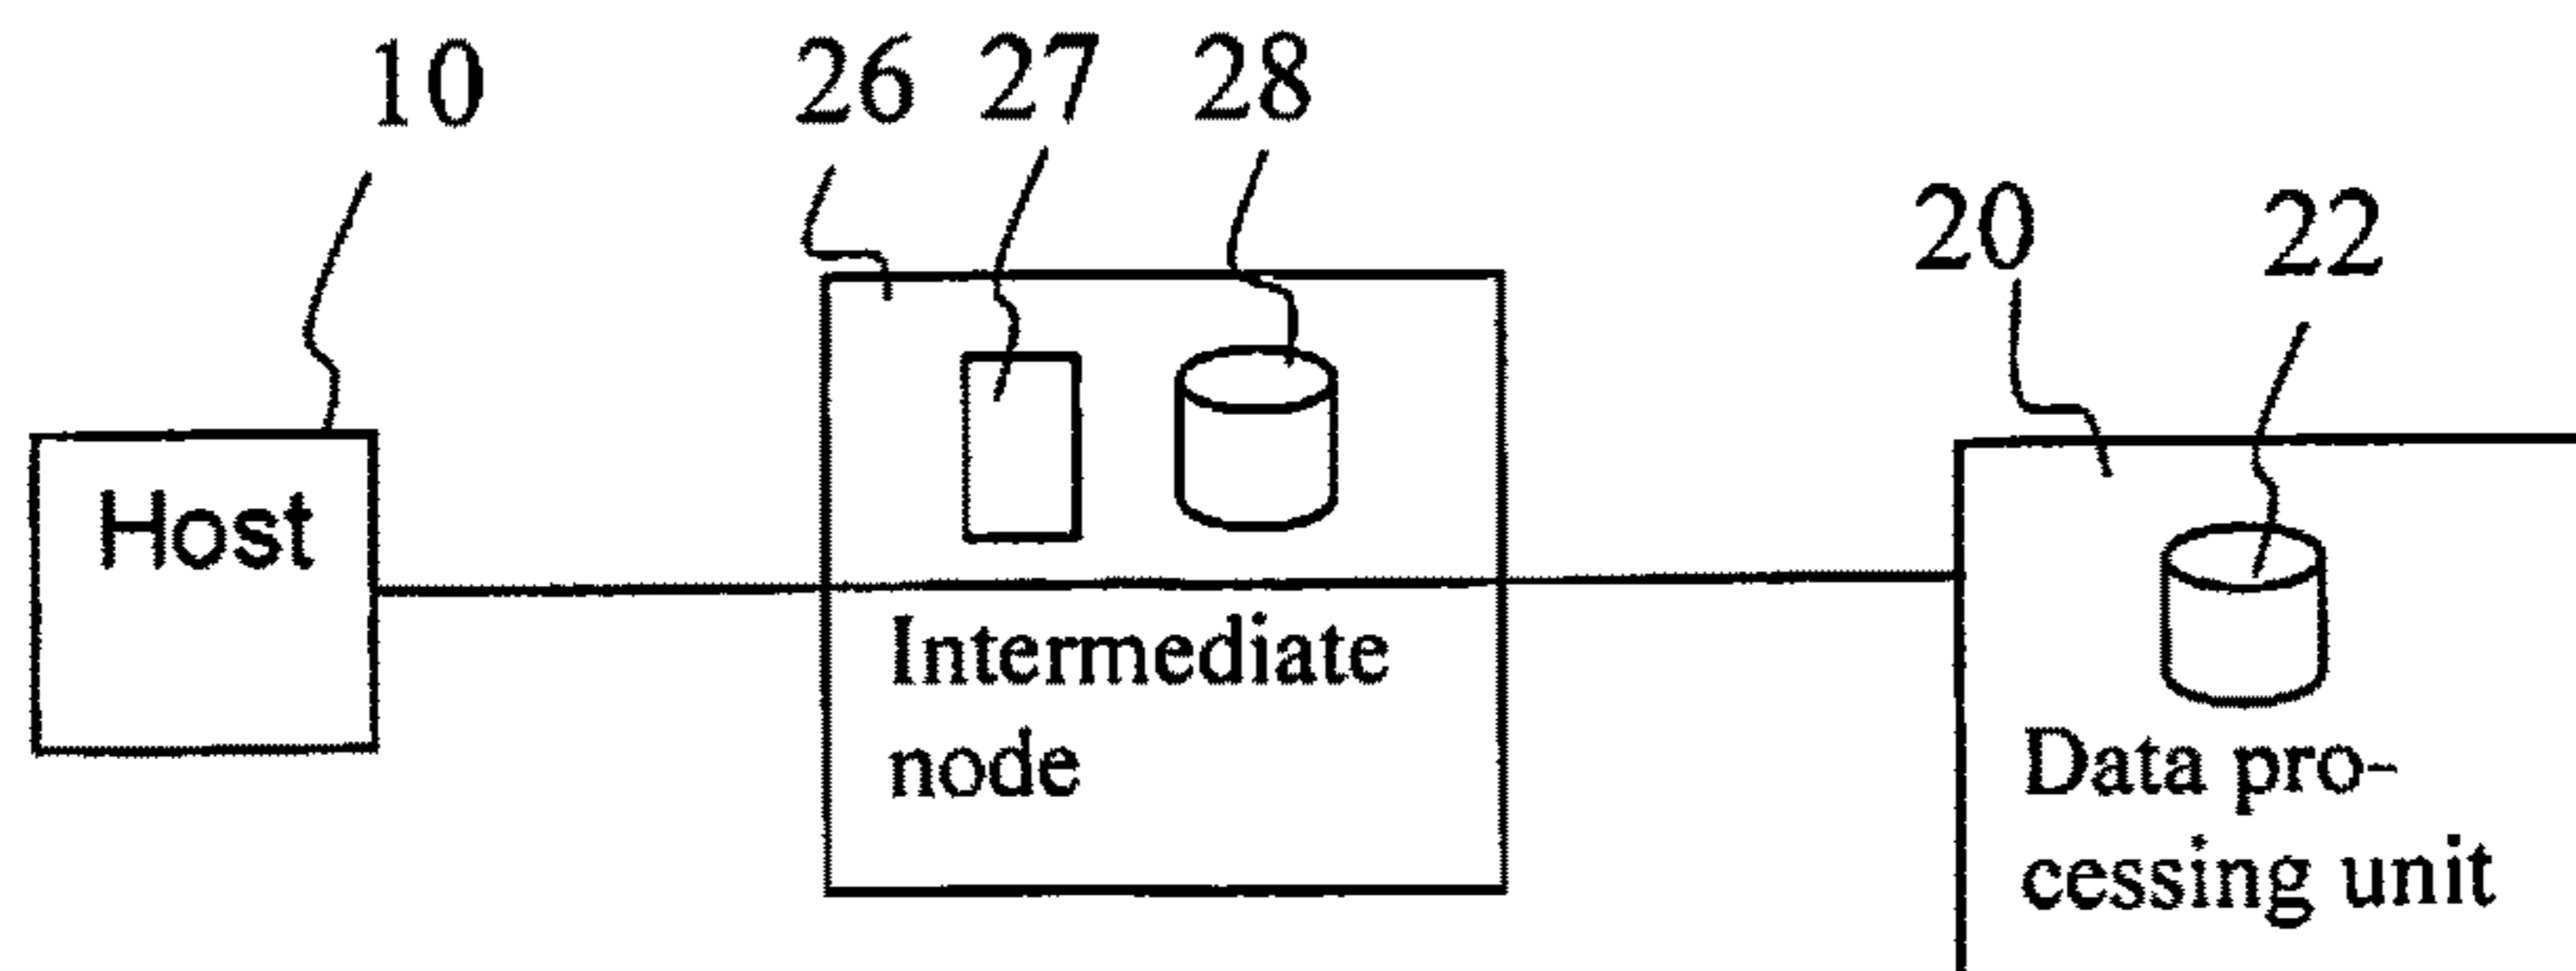 10
26 27 28
20 22
Host
Intermediate
node
Data pro-
cessing unit